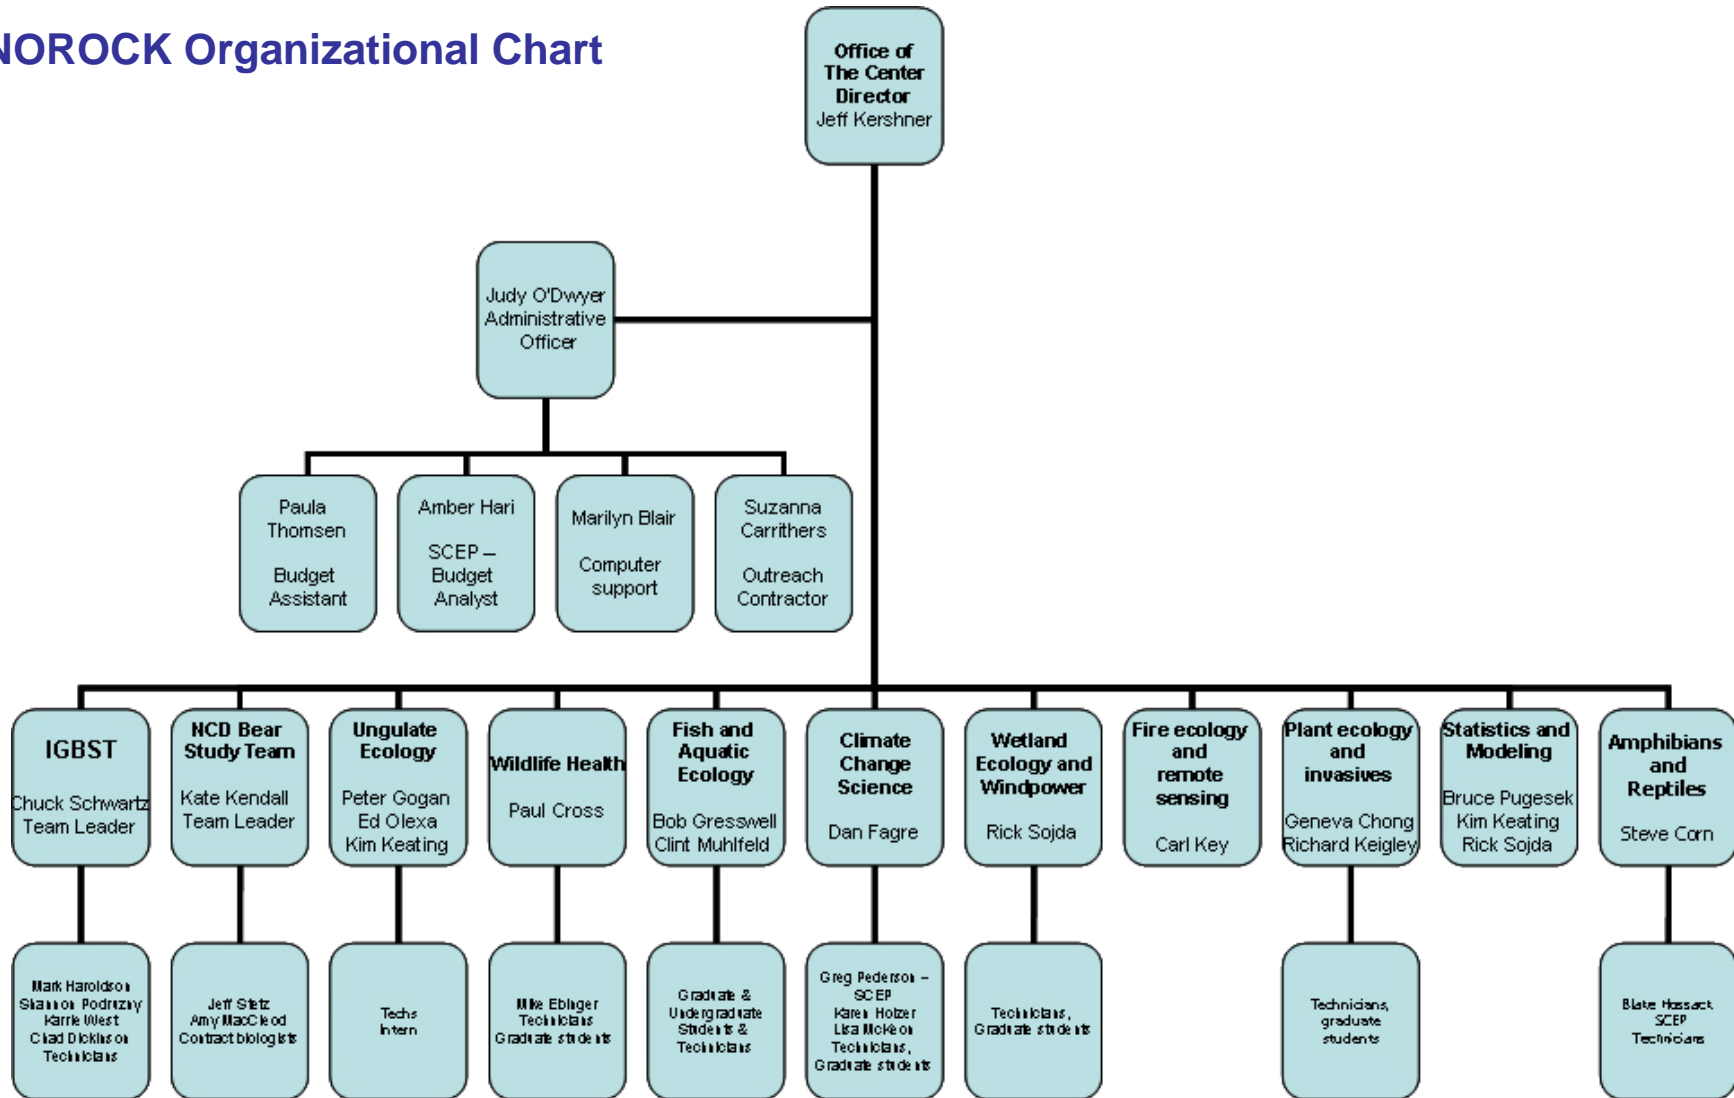 NOROCK Organizational Chart
Office of
The Center
Director
Jeff Kershner
Judy O'Dwyer
Administrative
Officer
Paula
Thomsen
Budget
Assistant
Amber Hari
SCEP –
Budget
Analyst
Marilyn Blair
Computer
support
Suzanna
Carrithers
Outreach
Contractor
IGBST
Chuck Schwartz
Team Leader
NCD Bear
Study Team
Kate Kendall
Team Leader
Ungulate
Ecology
Peter Gogan
Ed Olexa
Kim Keating
Wildlife Health
Paul Cross
Fish and
Aquatic
Ecology
Bob Gresswell
Clint Muhlfeld
Climate
Change
Science
Dan Fagre
Wetland
Ecology and
Windpower
Rick Sojda
Fire ecology
and
remote
sensing
Carl Key
Plant ecology
and
invasives
Geneva Chong
Richard Keigley
Statistics and
Modeling
Bruce Pugesek
Kim Keating
Rick Sojda
Amphibians
and
Reptiles
Steve Corn
Mark Haroldson
Shannon Podruzny
Karrie West
Chad Dickinson
Technicians
Jeff Stetz
Amy MacCleod
Contract biologists
Techs
Intern
Mike Ebinger
Technicians
Graduate students
Graduate &
Undergraduate
Students &
Technicians
Greg Pederson –
SCEP
Karen Holzer
Lisa McKeon
Technicians,
Graduate students
Technicians,
Graduate students
Technicians,
graduate
students
Blake Hossack
SCEP
Technicians